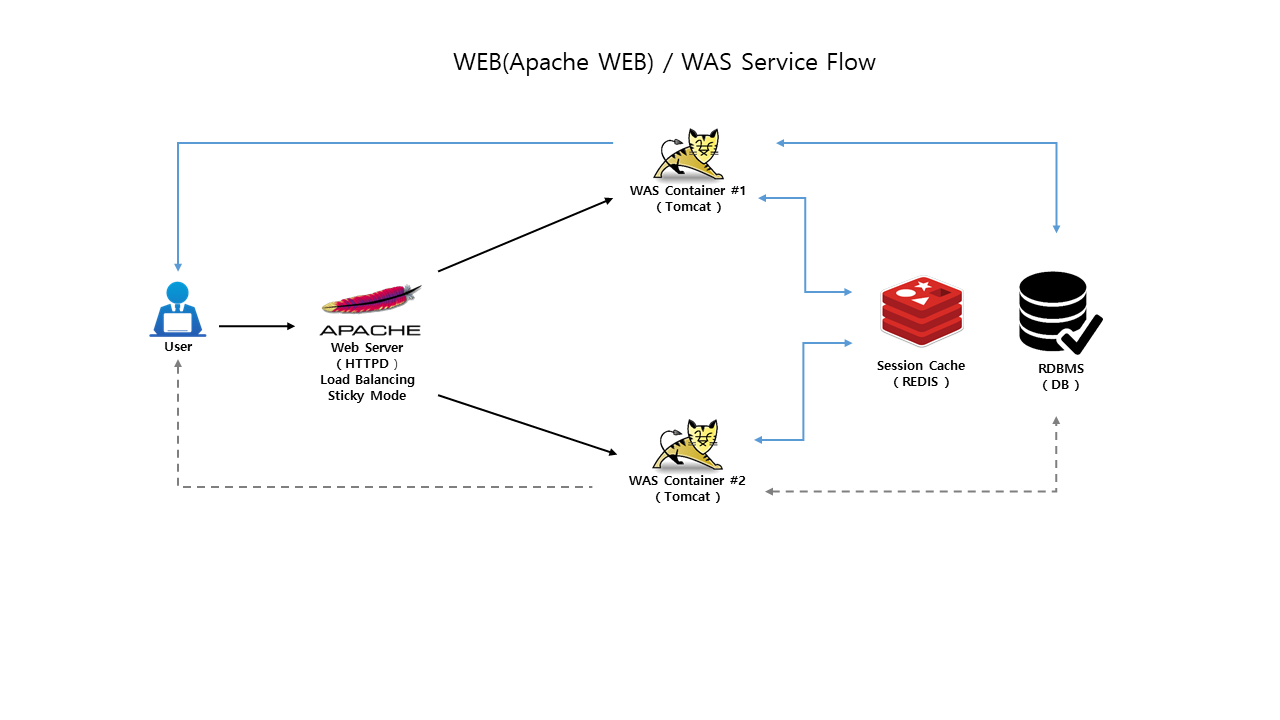 WEB(Apache WEB) / WAS Service Flow
WAS Container #1
( Tomcat )
User
APACHE
Web Server
( HTTPD )
Load Balancing
Sticky Mode
Session Cache
( REDIS )
RDBMS
( DB )
WAS Container #2
( Tomcat )